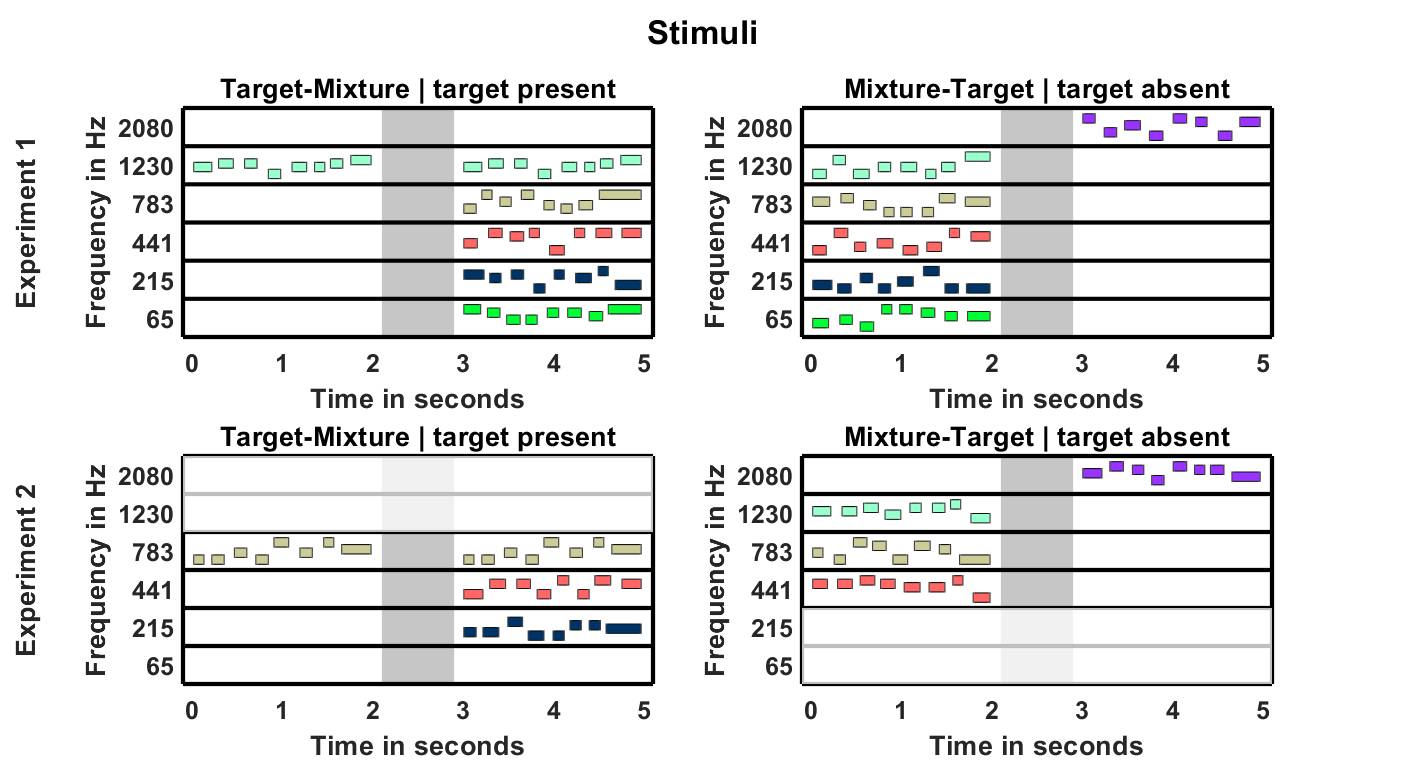 Stimuli
Target-Mixture | target present
Mixture-Target | target absent
Experiment 1
Frequency in Hz
2080
1230
783
441
215
65
0 1 2 3 4 5
Time in seconds
Frequency in Hz
2080
1230
783
441
215
65
0 1 2 3 4 5
Time in seconds
Target-Mixture | target present
Mixture-Target | target absent
Experiment 2
Frequency in Hz
2080
1230
783
441
215
65
0 1 2 3 4 5
Time in seconds
Frequency in Hz
2080
1230
783
441
215
65
0 1 2 3 4 5
Time in seconds